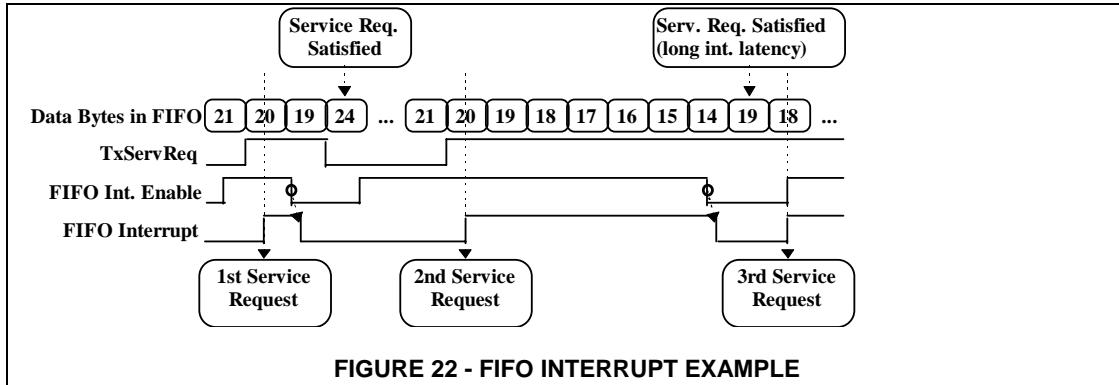 Service Req.
Satisfied
Serv. Req. Satisfied
(long int. latency)
Data Bytes in FIFO 21 20 19 24 ... 21 20 19 18 17 16 15 14 19 18 ...
TxServReq
FIFO Int. Enable
FIFO Interrupt
1st Service
Request
2nd Service
Request
3rd Service
Request
FIGURE 22 - FIFO INTERRUPT EXAMPLE